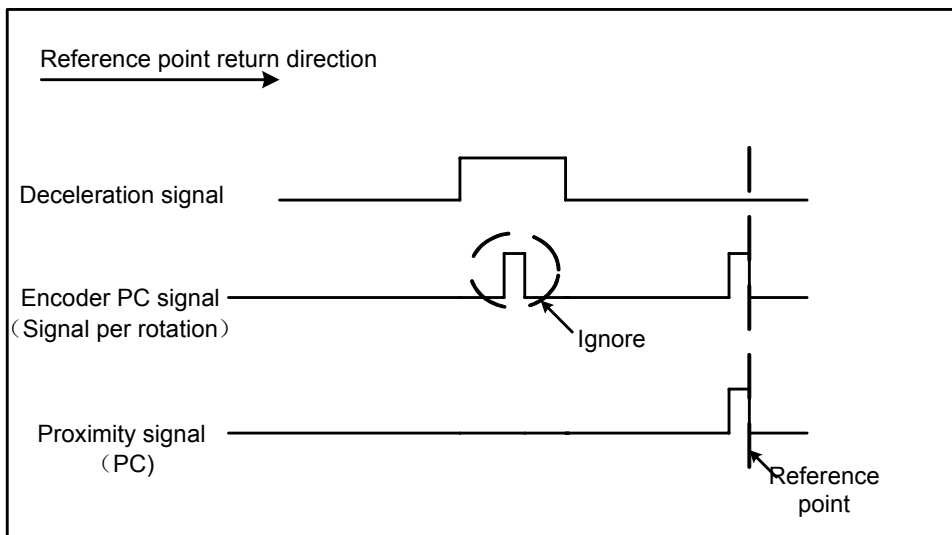 Reference point return direction
Deceleration signal
Encoder PC signal
（Signal per rotation）
Ignore
Proximity signal
（PC)
Reference
point